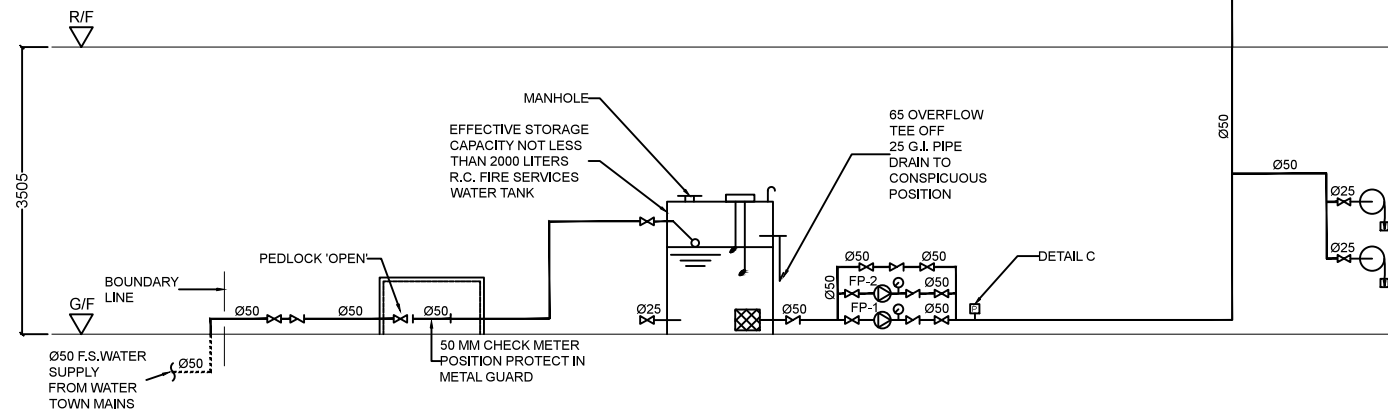 R/F
3505
G/F
BOUNDARY
LINE
Ø50 F.S.WATER
SUPPLY
FROM WATER
TOWN MAINS
Ø50
Ø50
PEDLOCK 'OPEN'
Ø50
Ø50
50 MM CHECK METER
POSITION PROTECT IN
METAL GUARD
MANHOLE
EFFECTIVE STORAGE
CAPACITY NOT LESS
THAN 2000 LITERS
R.C. FIRE SERVICES
WATER TANK
Ø25
65 OVERFLOW
TEE OFF
25 G.I. PIPE
DRAIN TO
CONSPICUOUS
POSITION
Ø50
Ø50
Ø50
Ø50
FP-2
Ø50
FP-1
Ø50
P
DETAIL C
Ø50
Ø50
Ø25
Ø25